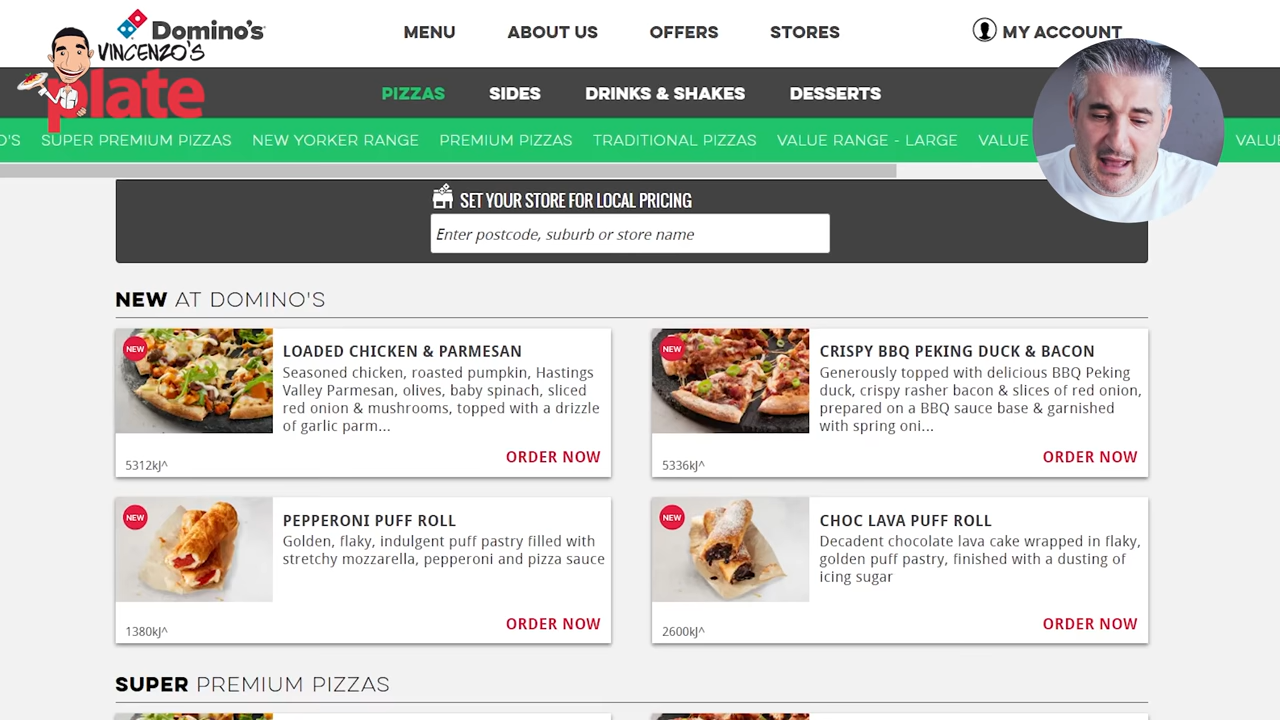 Domino's
VINCENZO'S
plate
MENU
ABOUT US
OFFERS
STORES
MY ACCOUNT
PIZZAS
SIDES
DRINKS & SHAKES
DESSERTS
O'S
SUPER PREMIUM PIZZAS
NEW YORKER RANGE
PREMIUM PIZZAS
TRADITIONAL PIZZAS
VALUE RANGE - LARGE
VALUE
VALUE
SET YOUR STORE FOR LOCAL PRICING
Enter postcode, suburb or store name
NEW AT DOMINO'S
NEW
LOADED CHICKEN & PARMESAN
Seasoned chicken, roasted pumpkin, Hastings
Valley Parmesan, olives, baby spinach, sliced
red onion & mushrooms, topped with a drizzle
of garlic parm...
5312kJ^
ORDER NOW
NEW
CRISPY BBQ PEKING DUCK & BACON
Generously topped with delicious BBQ Peking
duck, crispy rasher bacon & slices of red onion,
prepared on a BBQ sauce base & garnished
with spring oni...
5336kJ^
ORDER NOW
NEW
PEPPERONI PUFF ROLL
Golden, flaky, indulgent puff pastry filled with
stretchy mozzarella, pepperoni and pizza sauce
1380kJ^
ORDER NOW
NEW
CHOC LAVA PUFF ROLL
Decadent chocolate lava cake wrapped in flaky,
golden puff pastry, finished with a dusting of
icing sugar
2600kJ^
ORDER NOW
SUPER PREMIUM PIZZAS